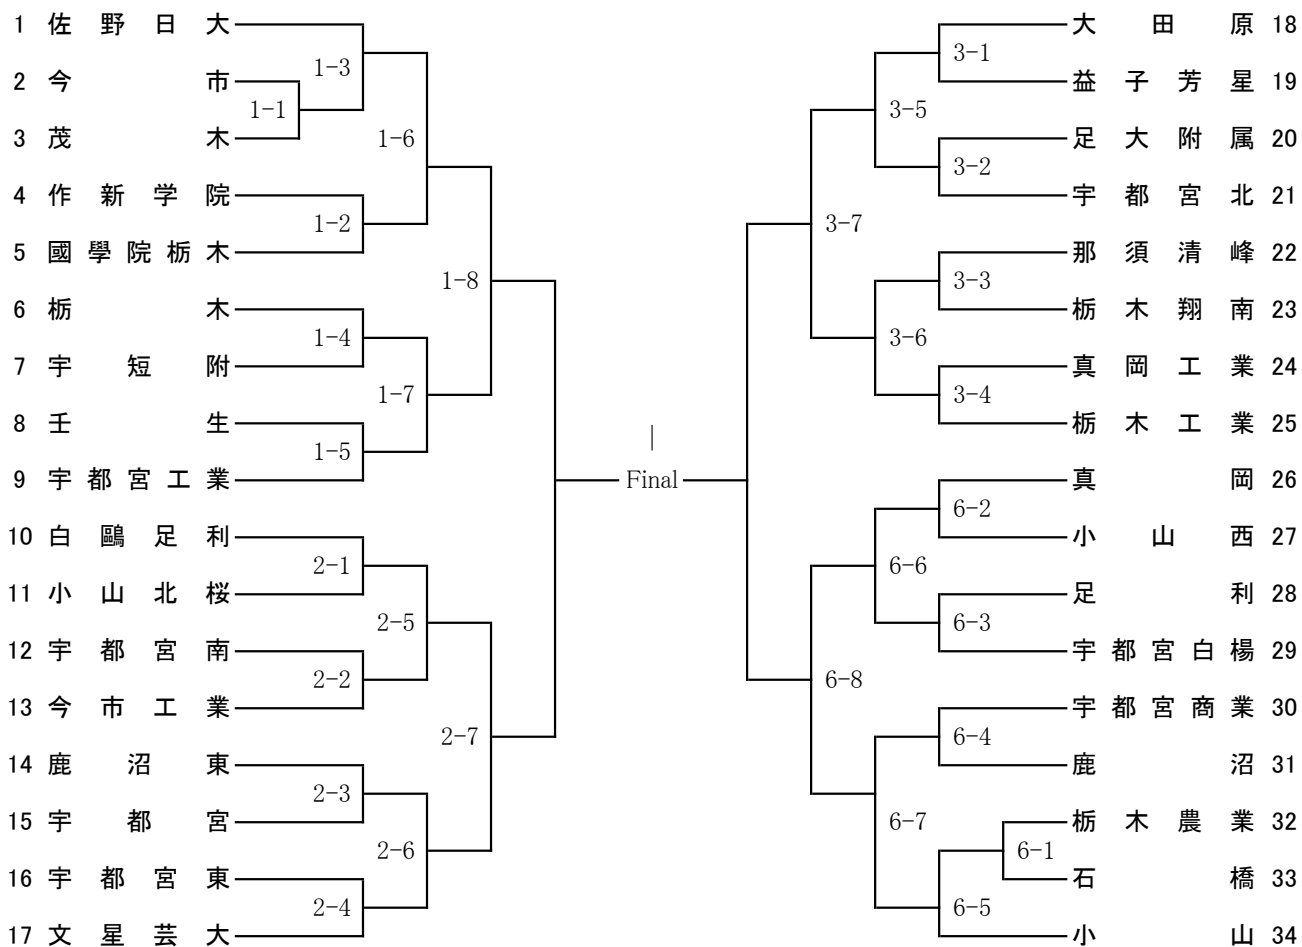 1 佐野日大
2 今市
3 茂木
4 作新学院
5 國學院栃木
6 栃木
7 宇短附
8 壬生
9 宇都宮工業
10 白鷗足利
11 小山北桜
12 宇都宮南
13 今市工業
14 鹿沼東
15 宇都宮
16 宇都宮東
17 文星芸大
1-3
1-1
1-6
1-2
1-8
1-4
1-7
1-5
2-1
2-5
2-2
2-7
2-3
2-6
2-4
|
Final
3-1
3-5
3-2
3-7
3-3
3-6
3-4
6-2
6-6
6-3
6-8
6-4
6-7
6-1
6-5
大田原 18
益子芳星 19
足大附属 20
宇都宮北 21
那須清峰 22
栃木翔南 23
真岡工業 24
栃木工業 25
真岡 26
小山西 27
足利 28
宇都宮白楊 29
宇都宮商業 30
鹿沼 31
栃木農業 32
石橋 33
小山 34